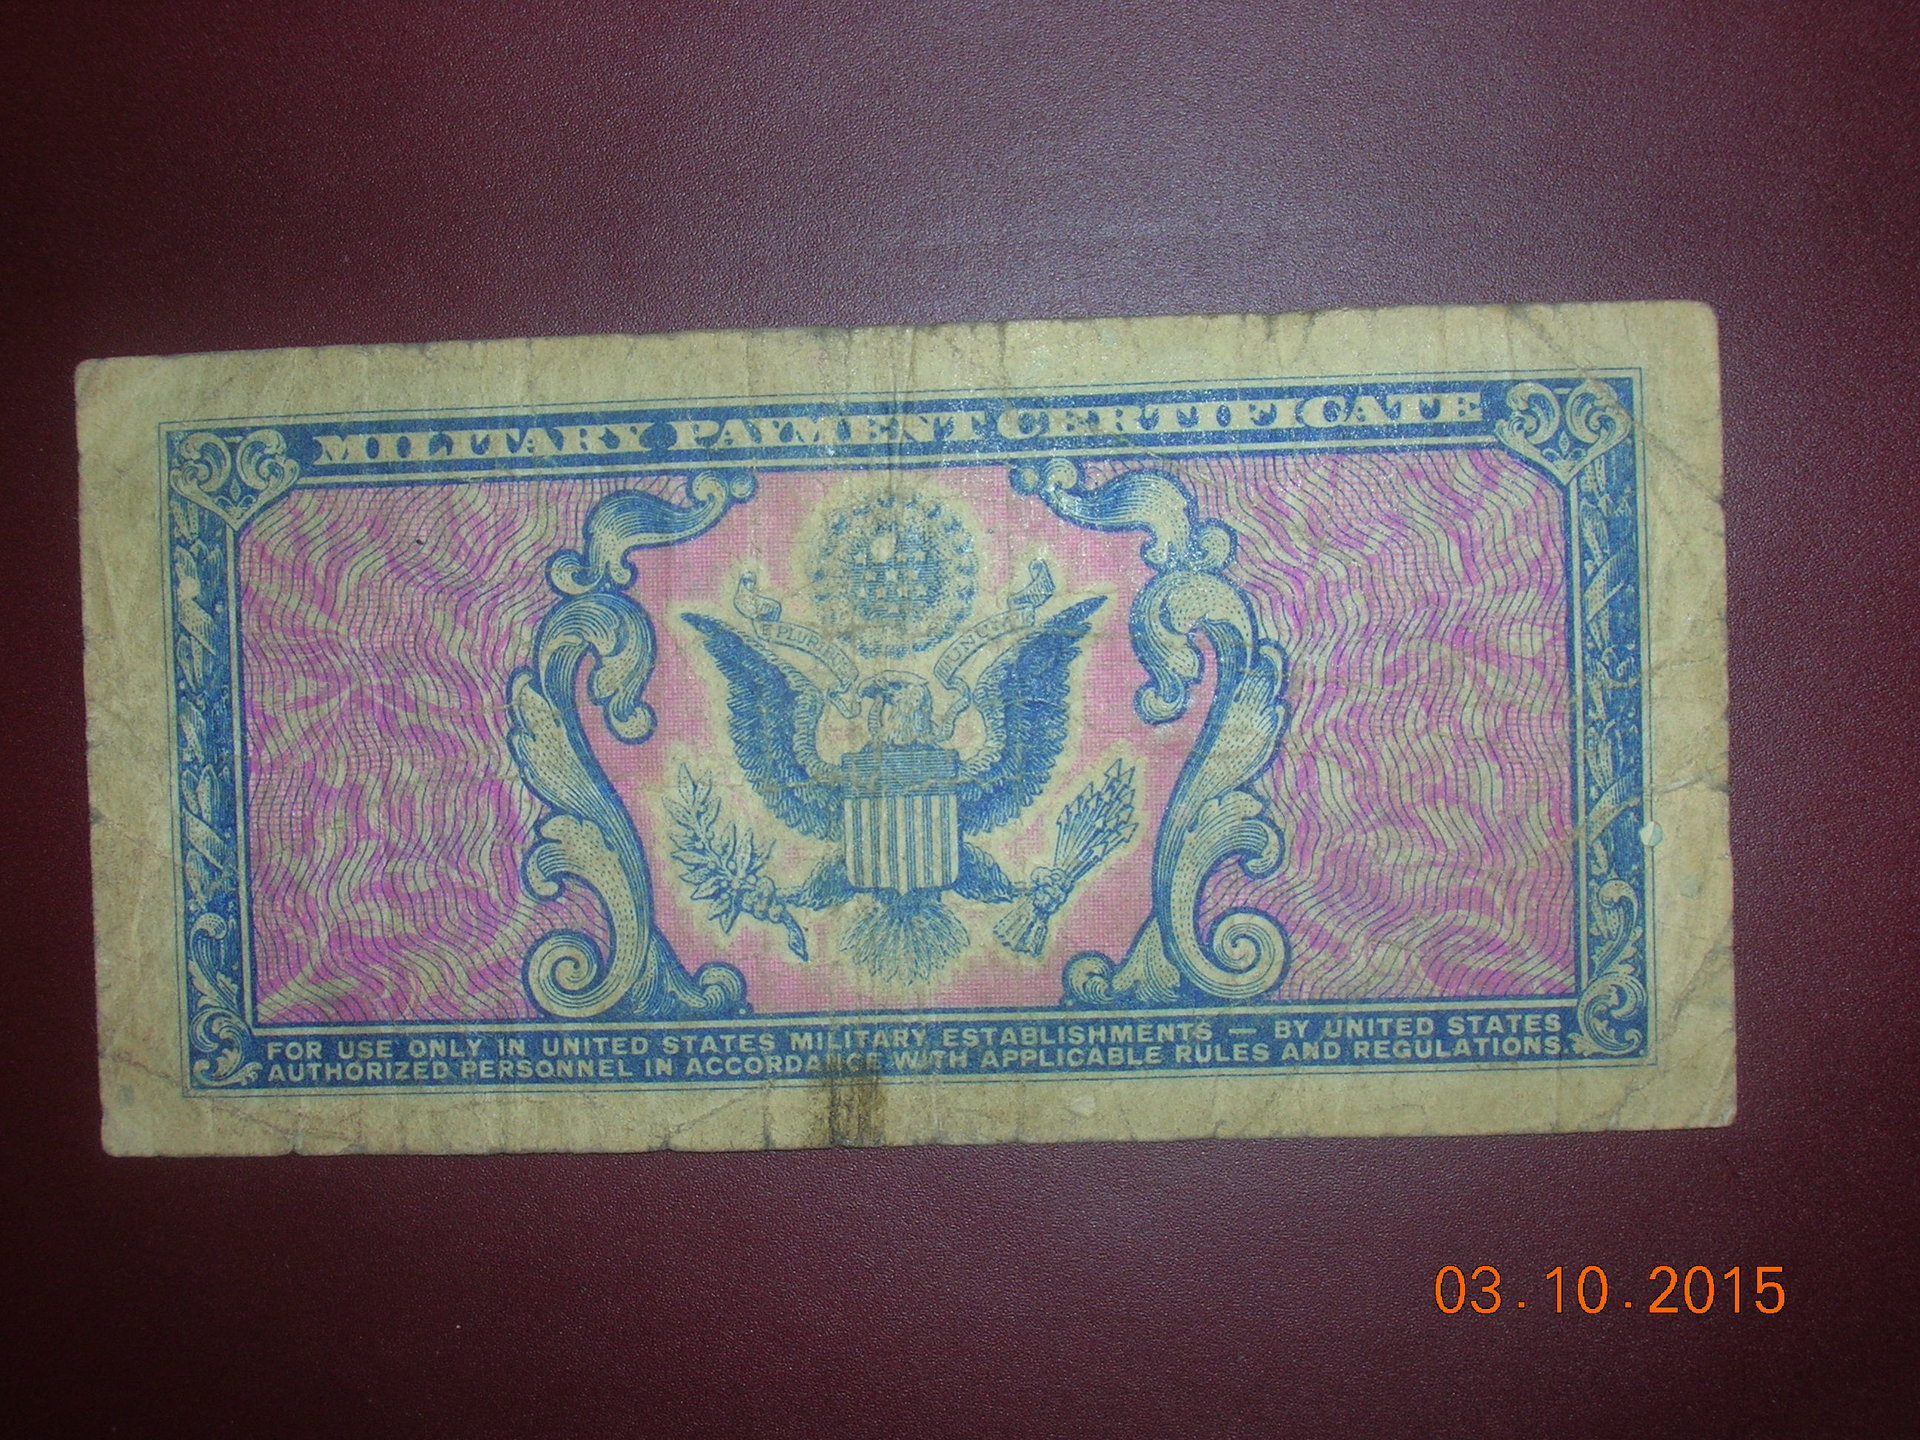 MILITARY PAYMENT CERTIFICATE
E PLURIBUS UNUM
FOR USE ONLY IN UNITED STATES MILITARY ESTABLISHMENTS — BY UNITED STATES
AUTHORIZED PERSONNEL IN ACCORDANCE WITH APPLICABLE RULES AND REGULATIONS.
03.10.2015